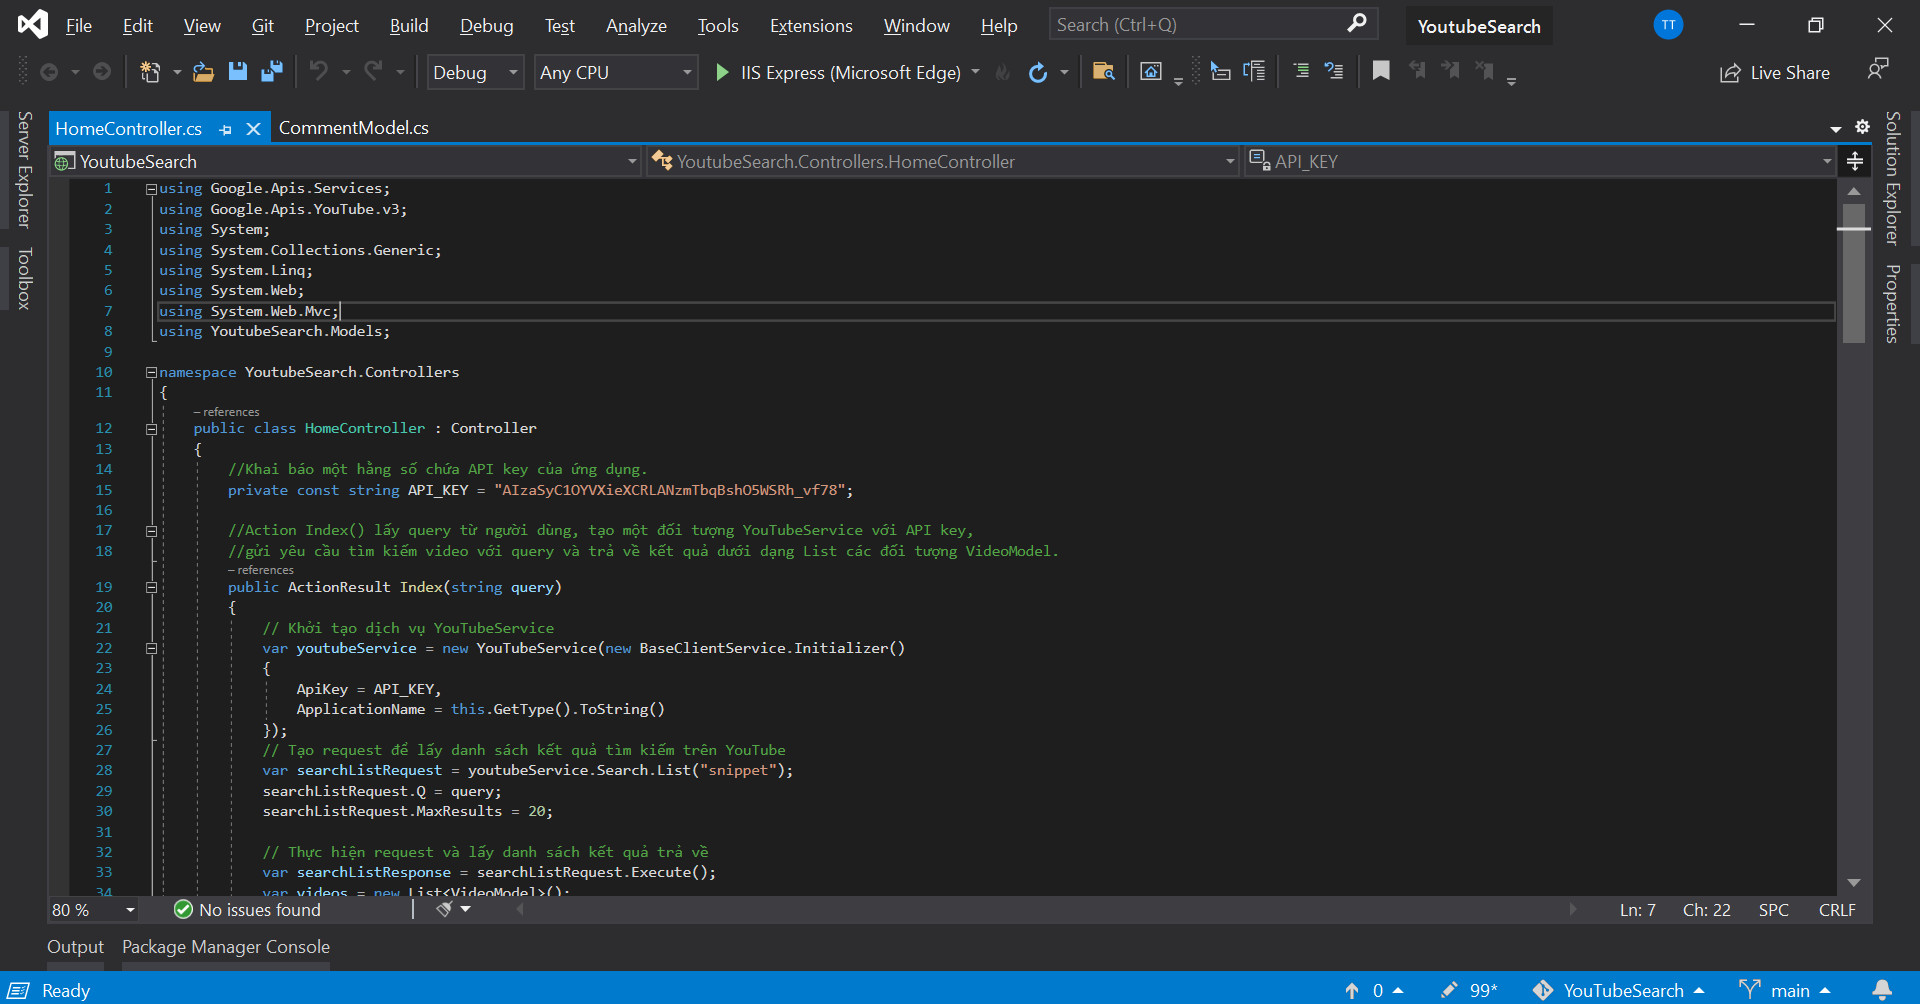 File Edit View Git Project Build Debug Test Analyze Tools Extensions Window Help Search (Ctrl+Q) YoutubeSearch TT
Debug Any CPU IIS Express (Microsoft Edge) Live Share
Server Explorer
Toolbox
HomeController.cs CommentModel.cs
YoutubeSearch YoutubeSearch.Controllers.HomeController API_KEY
1 using Google.Apis.Services;
2 using Google.Apis.YouTube.v3;
3 using System;
4 using System.Collections.Generic;
5 using System.Linq;
6 using System.Web;
7 using System.Web.Mvc;
8 using YoutubeSearch.Models;
9
10 namespace YoutubeSearch.Controllers
11 {
– references
12 public class HomeController : Controller
13 {
14 //Khai báo một hằng số chứa API key của ứng dụng.
15 private const string API_KEY = "AIzaSyC1OYVXieXCRLANzmTbqBshO5WSRh_vf78";
16
17 //Action Index() lấy query từ người dùng, tạo một đối tượng YouTubeService với API key,
18 //gửi yêu cầu tìm kiếm video với query và trả về kết quả dưới dạng List các đối tượng VideoModel.
– references
19 public ActionResult Index(string query)
20 {
21 // Khởi tạo dịch vụ YouTubeService
22 var youtubeService = new YouTubeService(new BaseClientService.Initializer()
23 {
24 ApiKey = API_KEY,
25 ApplicationName = this.GetType().ToString()
26 });
27 // Tạo request để lấy danh sách kết quả tìm kiếm trên YouTube
28 var searchListRequest = youtubeService.Search.List("snippet");
29 searchListRequest.Q = query;
30 searchListRequest.MaxResults = 20;
31
32 // Thực hiện request và lấy danh sách kết quả trả về
33 var searchListResponse = searchListRequest.Execute();
34 var videos = new List<VideoModel>();
Solution Explorer
Properties
80 % No issues found Ln: 7 Ch: 22 SPC CRLF
Output Package Manager Console
Ready 0 99* YouTubeSearch main